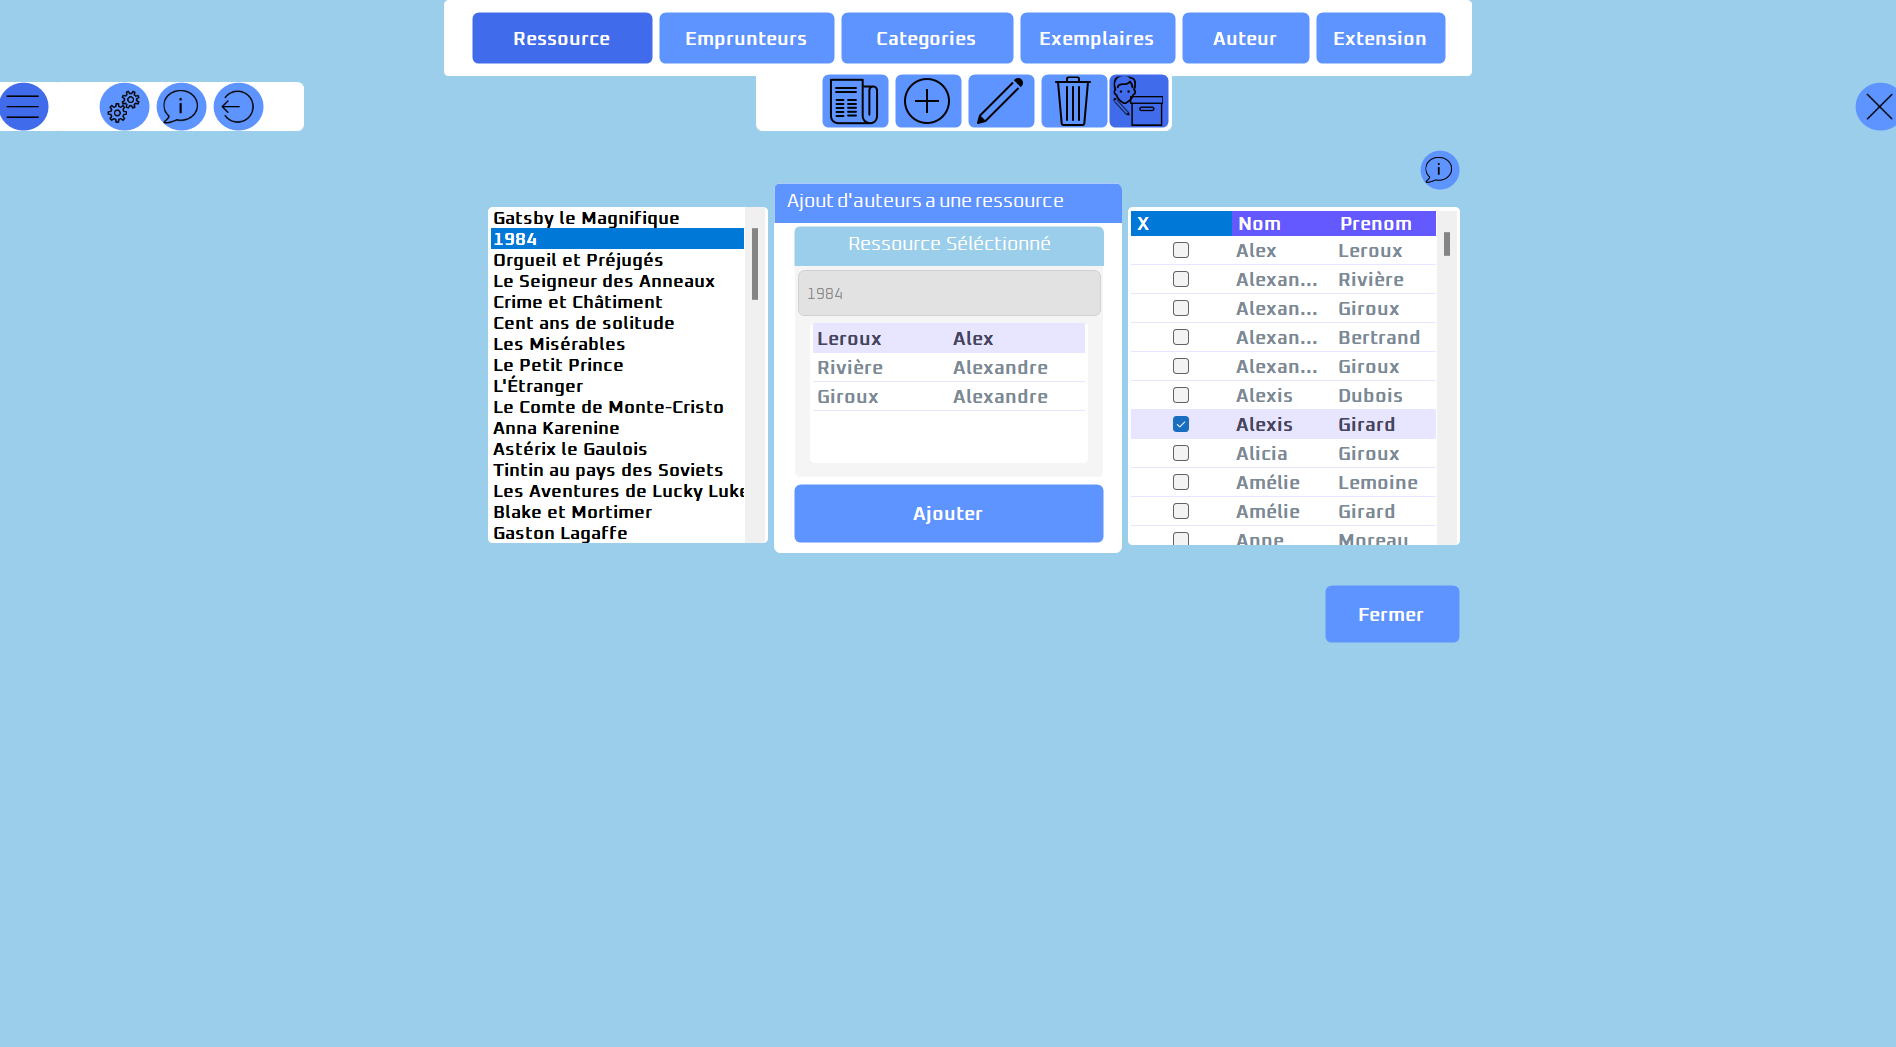 Ressource Emprunteurs Categories Exemplaires Auteur Extension
Gatsby le Magnifique
1984
Orgueil et Préjugés
Le Seigneur des Anneaux
Crime et Châtiment
Cent ans de solitude
Les Misérables
Le Petit Prince
L'Étranger
Le Comte de Monte-Cristo
Anna Karenine
Astérix le Gaulois
Tintin au pays des Soviets
Les Aventures de Lucky Luke
Blake et Mortimer
Gaston Lagaffe
Ajout d'auteurs a une ressource
Ressource Séléctionné
1984
Leroux Alex
Rivière Alexandre
Giroux Alexandre
Ajouter
X Nom Prenom
Alex Leroux
Alexan... Rivière
Alexan... Giroux
Alexan... Bertrand
Alexan... Giroux
Alexis Dubois
Alexis Girard
Alicia Giroux
Amélie Lemoine
Amélie Girard
Anne Moreau
Fermer